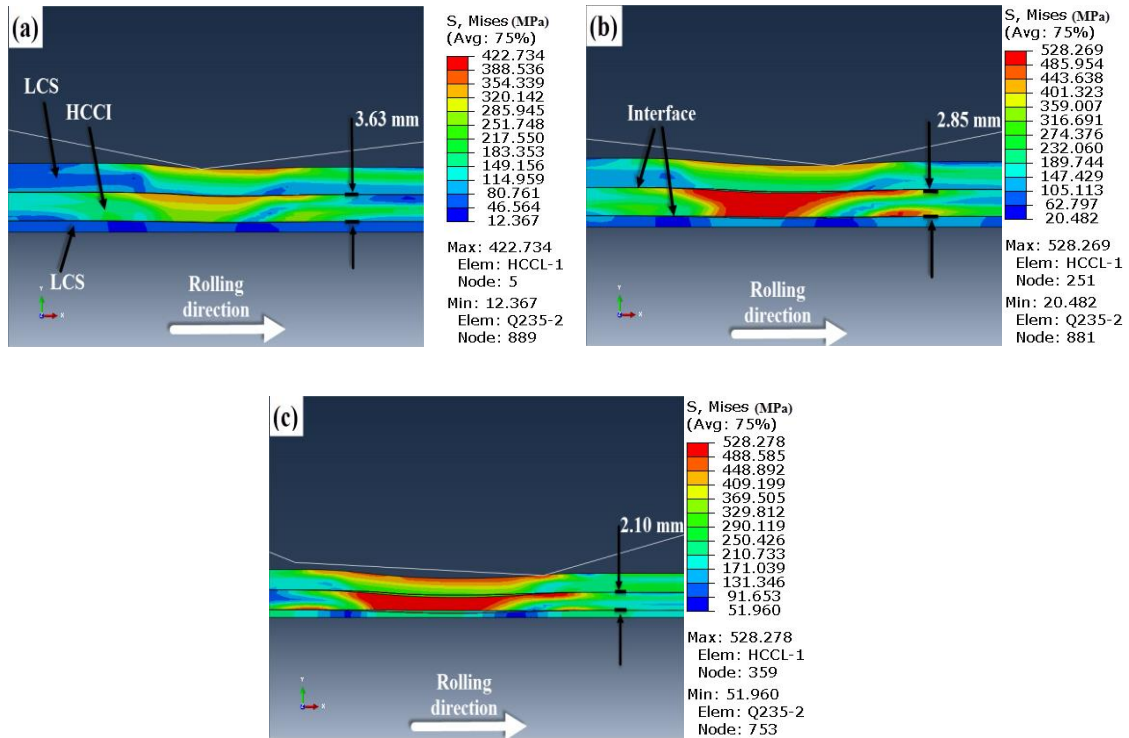 (a)
LCS
HCCI
3.63 mm
LCS
Rolling
direction
Y
Z
X
S, Mises (MPa)
(Avg: 75%)
422.734
388.536
354.339
320.142
285.945
251.748
217.550
183.353
149.156
114.959
80.761
46.564
12.367
Max: 422.734
Elem: HCCL-1
Node: 5
Min: 12.367
Elem: Q235-2
Node: 889
(b)
Interface
2.85 mm
Rolling
direction
Y
Z
X
S, Mises (MPa)
(Avg: 75%)
528.269
485.954
443.638
401.323
359.007
316.691
274.376
232.060
189.744
147.429
105.113
62.797
20.482
Max: 528.269
Elem: HCCL-1
Node: 251
Min: 20.482
Elem: Q235-2
Node: 881
(c)
2.10 mm
Rolling
direction
Y
Z
X
S, Mises (MPa)
(Avg: 75%)
528.278
488.585
448.892
409.199
369.505
329.812
290.119
250.426
210.733
171.039
131.346
91.653
51.960
Max: 528.278
Elem: HCCL-1
Node: 359
Min: 51.960
Elem: Q235-2
Node: 753